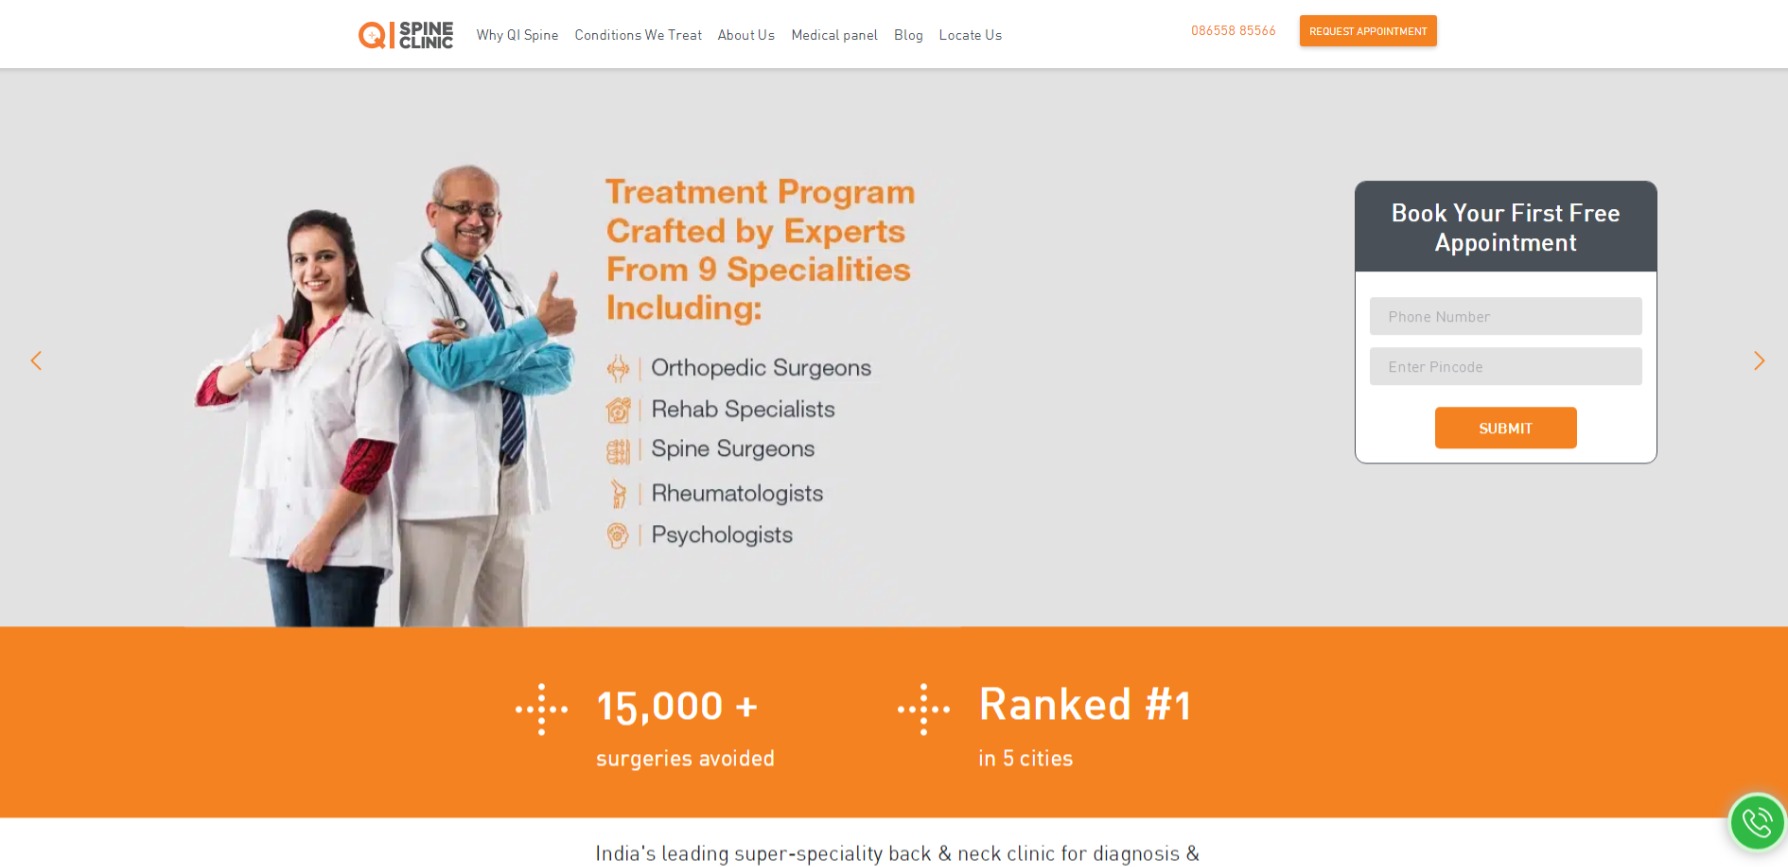 QI SPINE CLINIC
Why QI Spine
Conditions We Treat
About Us
Medical panel
Blog
Locate Us
086558 85566
REQUEST APPOINTMENT
Treatment Program
Crafted by Experts
From 9 Specialities
Including:
Orthopedic Surgeons
Rehab Specialists
Spine Surgeons
Rheumatologists
Psychologists
Book Your First Free
Appointment
Phone Number
Enter Pincode
SUBMIT
15,000 +
surgeries avoided
Ranked #1
in 5 cities
India's leading super-speciality back & neck clinic for diagnosis &